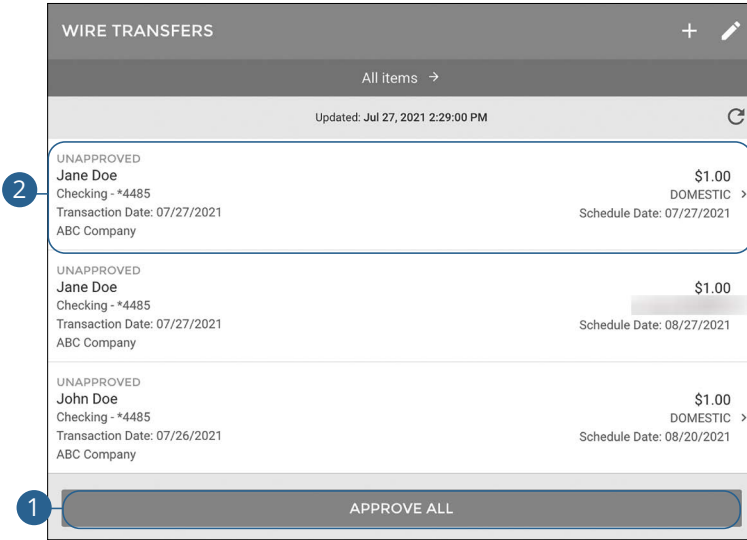 WIRE TRANSFERS
All items →
Updated: Jul 27, 2021 2:29:00 PM
2
UNAPPROVED
Jane Doe $1.00
Checking - *4485 DOMESTIC >
Transaction Date: 07/27/2021 Schedule Date: 07/27/2021
ABC Company
UNAPPROVED
Jane Doe $1.00
Checking - *4485
Transaction Date: 07/27/2021 Schedule Date: 08/27/2021
ABC Company
UNAPPROVED
John Doe $1.00
Checking - *4485 DOMESTIC >
Transaction Date: 07/26/2021 Schedule Date: 08/20/2021
ABC Company
1 APPROVE ALL